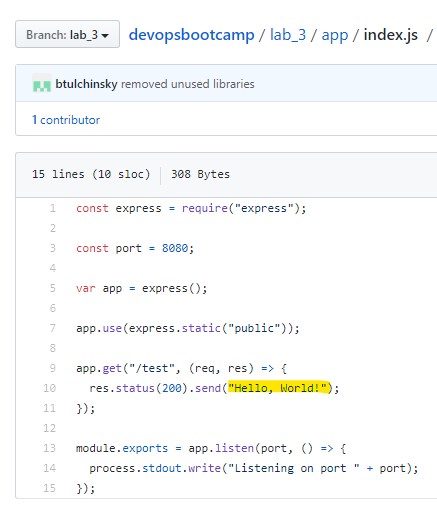 Branch: lab_3
devopsbootcamp / lab_3 / app / index.js /
btulchinsky removed unused libraries
1 contributor
15 lines (10 sloc) 308 Bytes
1 const express = require("express");
2
3 const port = 8080;
4
5 var app = express();
6
7 app.use(express.static("public"));
8
9 app.get("/test", (req, res) => {
10 res.status(200).send("Hello, World!");
11 });
12
13 module.exports = app.listen(port, () => {
14 process.stdout.write("Listening on port " + port);
15 });